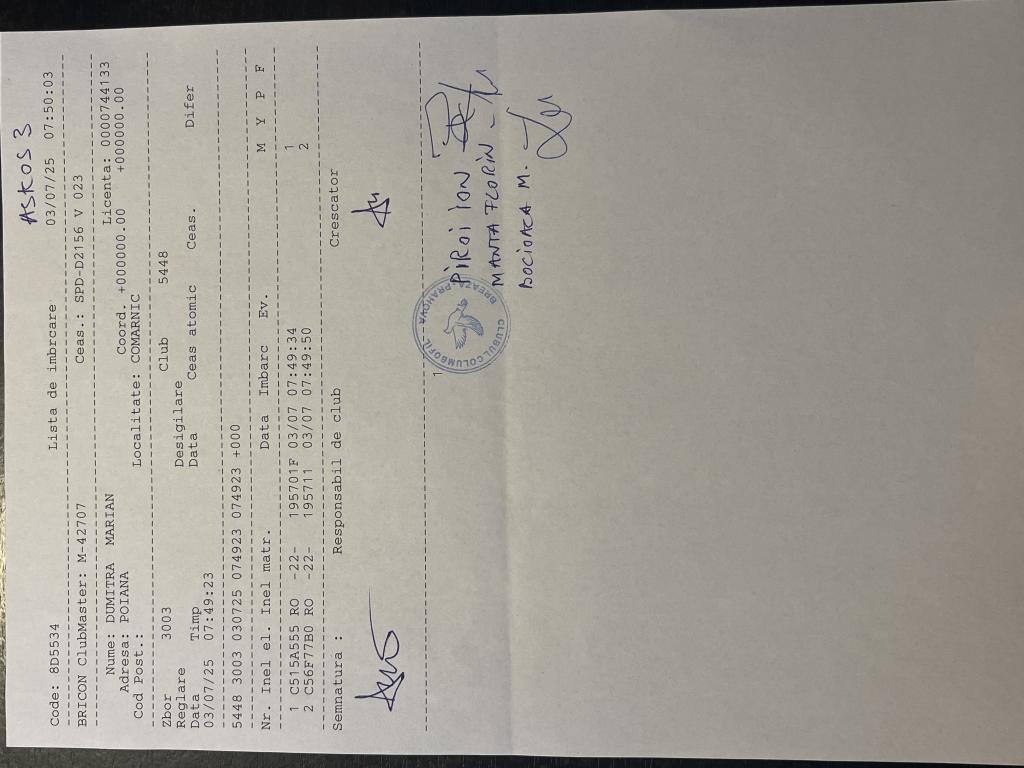 ASKOS 3
Code: 8D5534 Lista de imbrcare 03/07/25 07:50:03
BRICON ClubMaster: M-42707 Ceas.: SPD-D2156 V 023
Nume: DUMITRA MARIAN Licenta: 0000744133
Adresa: POIANA Coord. +000000.00 +000000.00
Cod Post.: Localitate: COMARNIC
Zbor 3003 Club 5448
Reglare Desigilare
Data Timp Data Ceas atomic Ceas. Difer
03/07/25 07:49:23
5448 3003 030725 074923 074923 +000
Nr. Inel el. Inel matr. Data Imbarc Ev. M Y P F
1 C515A555 RO -22- 195701F 03/07 07:49:34 1
2 C56F77B0 RO -22- 195711 03/07 07:49:50 2
Semnatura : Responsabil de club Crescator
1
CLUBUL COLUMBOFIL
BREAZA-PRAHOVA
PIROI ION
MANTA FLORIN
BOCIOACA M.